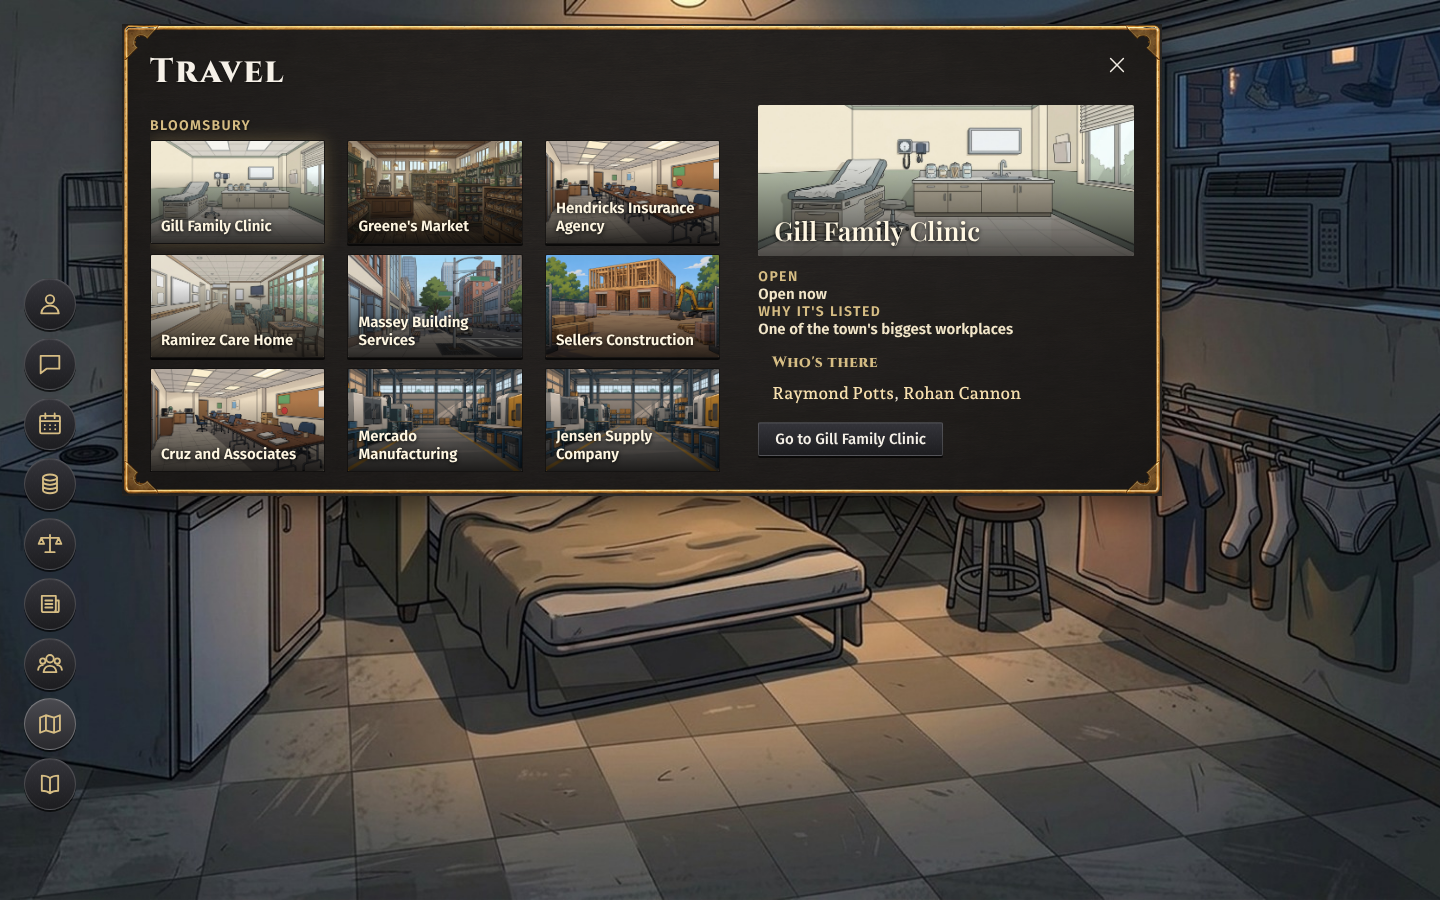 Travel
BLOOMSBURY
Gill Family Clinic
Greene's Market
Hendricks Insurance
Agency
Ramirez Care Home
Massey Building
Services
Sellers Construction
Cruz and Associates
Mercado
Manufacturing
Jensen Supply
Company
Gill Family Clinic
OPEN
Open now
WHY IT'S LISTED
One of the town's biggest workplaces
Who's there
Raymond Potts, Rohan Cannon
Go to Gill Family Clinic